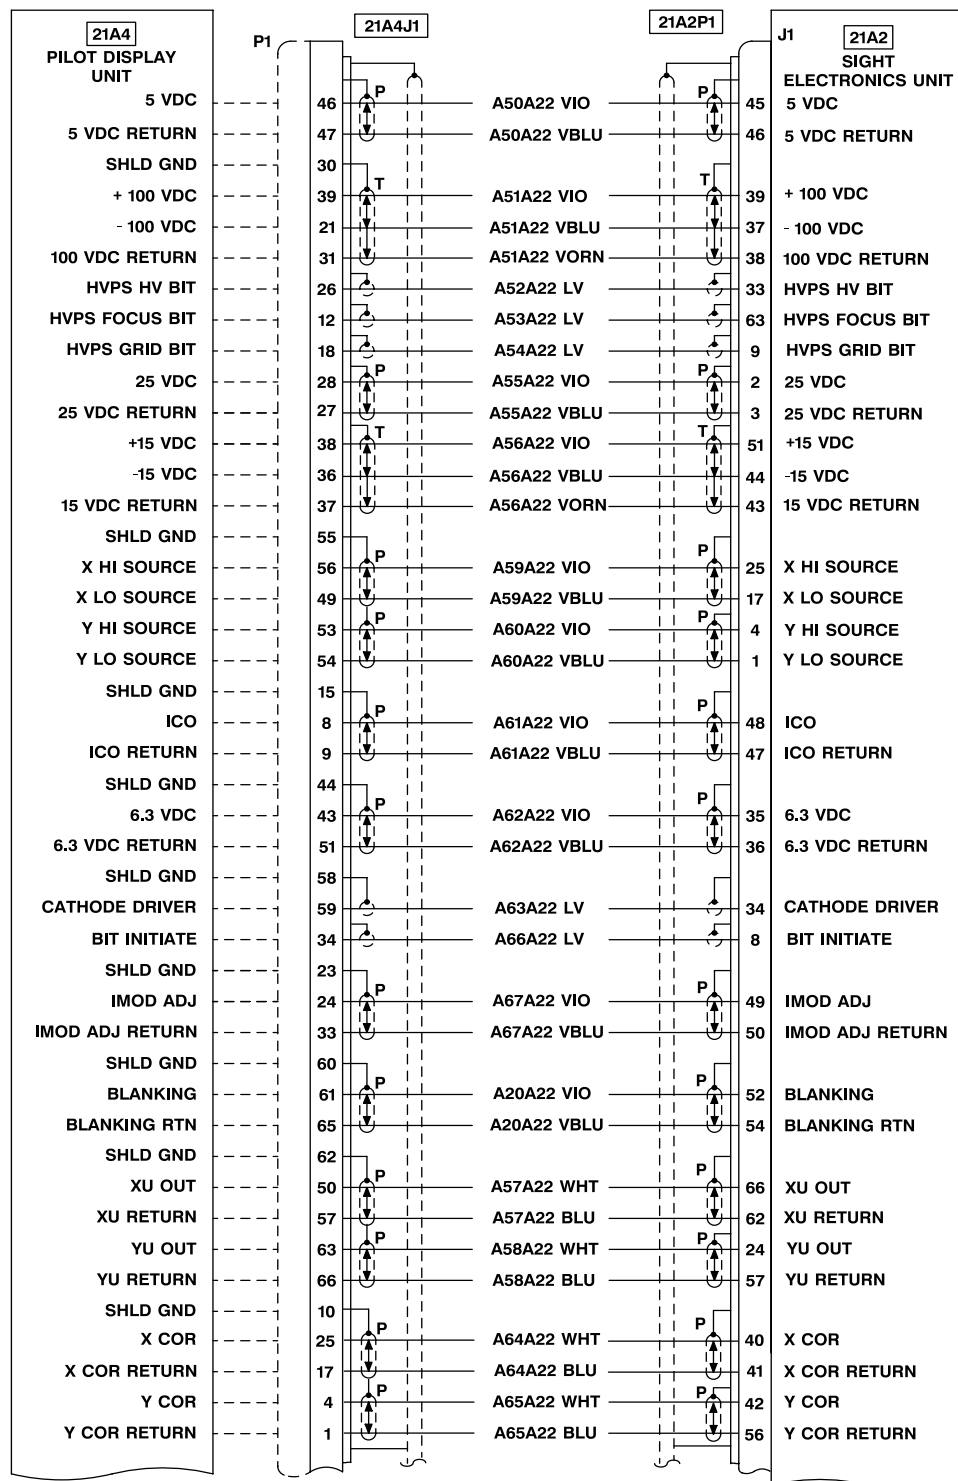 21A4 21A4J1 21A2P1 21A2
P1 J1
PILOT DISPLAY UNIT SIGHT ELECTRONICS UNIT
5 VDC 46 P A50A22 VIO P 45 5 VDC
5 VDC RETURN 47 A50A22 VBLU 46 5 VDC RETURN
SHLD GND 30
+ 100 VDC 39 T A51A22 VIO T 39 + 100 VDC
- 100 VDC 21 A51A22 VBLU 37 - 100 VDC
100 VDC RETURN 31 A51A22 VORN 38 100 VDC RETURN
HVPS HV BIT 26 A52A22 LV 33 HVPS HV BIT
HVPS FOCUS BIT 12 A53A22 LV 63 HVPS FOCUS BIT
HVPS GRID BIT 18 A54A22 LV 9 HVPS GRID BIT
25 VDC 28 P A55A22 VIO P 2 25 VDC
25 VDC RETURN 27 A55A22 VBLU 3 25 VDC RETURN
+15 VDC 38 T A56A22 VIO T 51 +15 VDC
-15 VDC 36 A56A22 VBLU 44 -15 VDC
15 VDC RETURN 37 A56A22 VORN 43 15 VDC RETURN
SHLD GND 55
X HI SOURCE 56 P A59A22 VIO P 25 X HI SOURCE
X LO SOURCE 49 A59A22 VBLU 17 X LO SOURCE
Y HI SOURCE 53 P A60A22 VIO P 4 Y HI SOURCE
Y LO SOURCE 54 A60A22 VBLU 1 Y LO SOURCE
SHLD GND 15
ICO 8 P A61A22 VIO P 48 ICO
ICO RETURN 9 A61A22 VBLU 47 ICO RETURN
SHLD GND 44
6.3 VDC 43 P A62A22 VIO P 35 6.3 VDC
6.3 VDC RETURN 51 A62A22 VBLU 36 6.3 VDC RETURN
SHLD GND 58
CATHODE DRIVER 59 A63A22 LV 34 CATHODE DRIVER
BIT INITIATE 34 A66A22 LV 8 BIT INITIATE
SHLD GND 23
IMOD ADJ 24 P A67A22 VIO P 49 IMOD ADJ
IMOD ADJ RETURN 33 A67A22 VBLU 50 IMOD ADJ RETURN
SHLD GND 60
BLANKING 61 P A20A22 VIO P 52 BLANKING
BLANKING RTN 65 A20A22 VBLU 54 BLANKING RTN
SHLD GND 62
XU OUT 50 P A57A22 WHT P 66 XU OUT
XU RETURN 57 A57A22 BLU 62 XU RETURN
YU OUT 63 P A58A22 WHT P 24 YU OUT
YU RETURN 66 A58A22 BLU 57 YU RETURN
SHLD GND 10
X COR 25 P A64A22 WHT P 40 X COR
X COR RETURN 17 A64A22 BLU 41 X COR RETURN
Y COR 4 P A65A22 WHT P 42 Y COR
Y COR RETURN 1 A65A22 BLU 56 Y COR RETURN